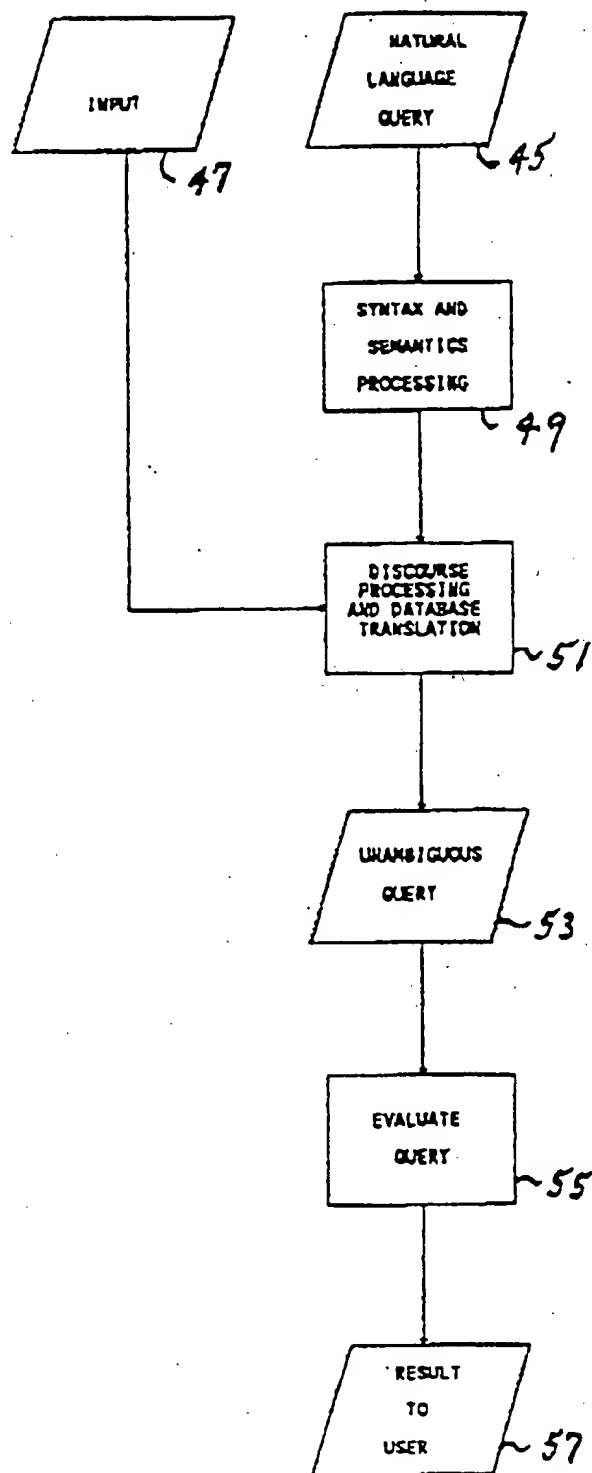 INPUT
47
NATURAL
LANGUAGE
QUERY
45
SYNTAX AND
SEMANTICS
PROCESSING
49
DISCOURSE
PROCESSING
AND DATABASE
TRANSLATION
51
UNAMBIGUOUS
QUERY
53
EVALUATE
QUERY
55
RESULT
TO
USER
57